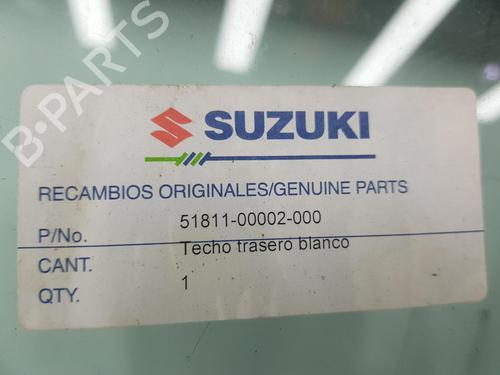 B-PARTS
SUZUKI
RECAMBIOS ORIGINALES/GENUINE PARTS
P/No. 51811-00002-000
CANT. Techo trasero blanco
QTY. 1